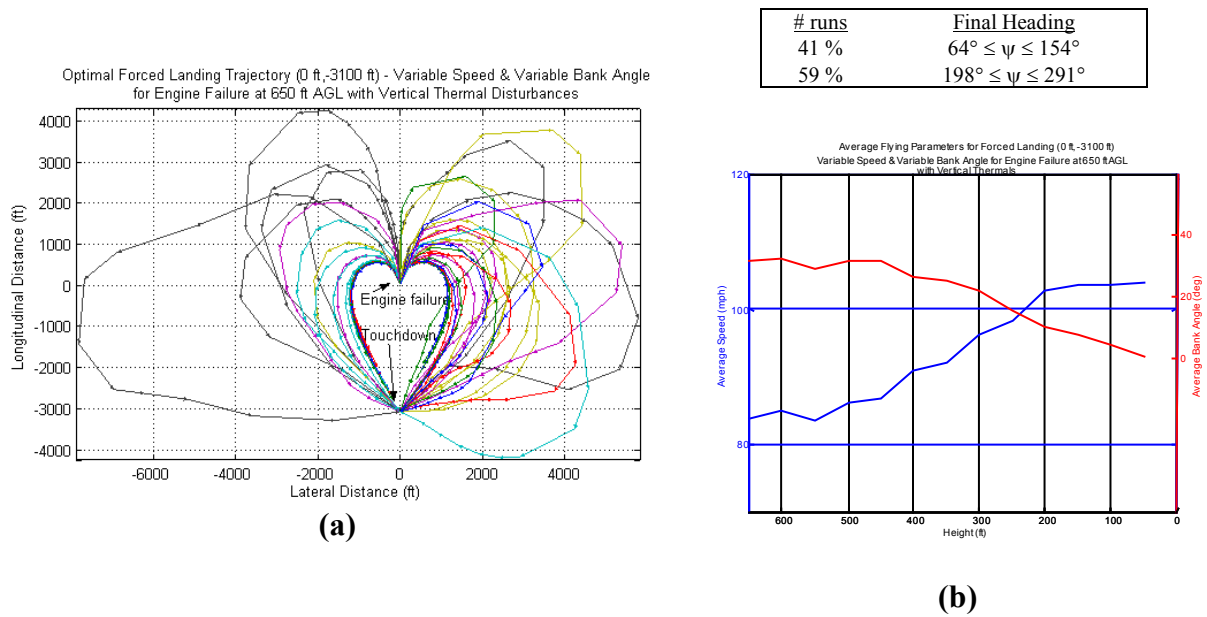 Optimal Forced Landing Trajectory (0 ft,-3100 ft) - Variable Speed & Variable Bank Angle
for Engine Failure at 650 ft AGL with Vertical Thermal Disturbances
4000
3000
2000
1000
0
-1000
-2000
-3000
-4000
Longitudinal Distance (ft)
Engine failure
Touchdown
-6000 -4000 -2000 0 2000 4000
Lateral Distance (ft)
(a)
# runs Final Heading
41 % 64° ≤ ψ ≤ 154°
59 % 198° ≤ ψ ≤ 291°
Average Flying Parameters for Forced Landing (0 ft,-3100 ft)
Variable Speed & Variable Bank Angle for Engine Failure at 650 ft AGL
with Vertical Thermals
120
100
80
Average Speed (mph)
40
20
0
Average Bank Angle (deg)
600 500 400 300 200 100 0
Height (ft)
(b)